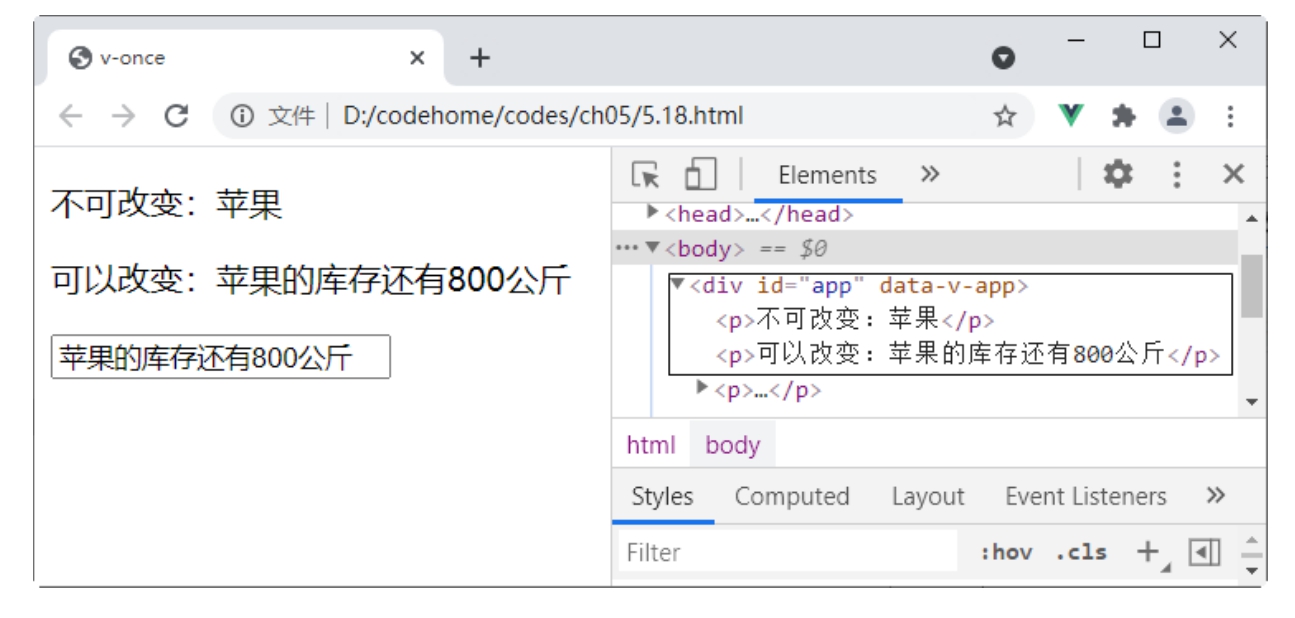 v-once
文件 | D:/codehome/codes/ch05/5.18.html
不可改变：苹果
可以改变：苹果的库存还有800公斤
苹果的库存还有800公斤
Elements
<head>…</head>
<body> == $0
<div id="app" data-v-app>
<p>不可改变：苹果</p>
<p>可以改变：苹果的库存还有800公斤</p>
<p>…</p>
html body
Styles Computed Layout Event Listeners
Filter :hov .cls